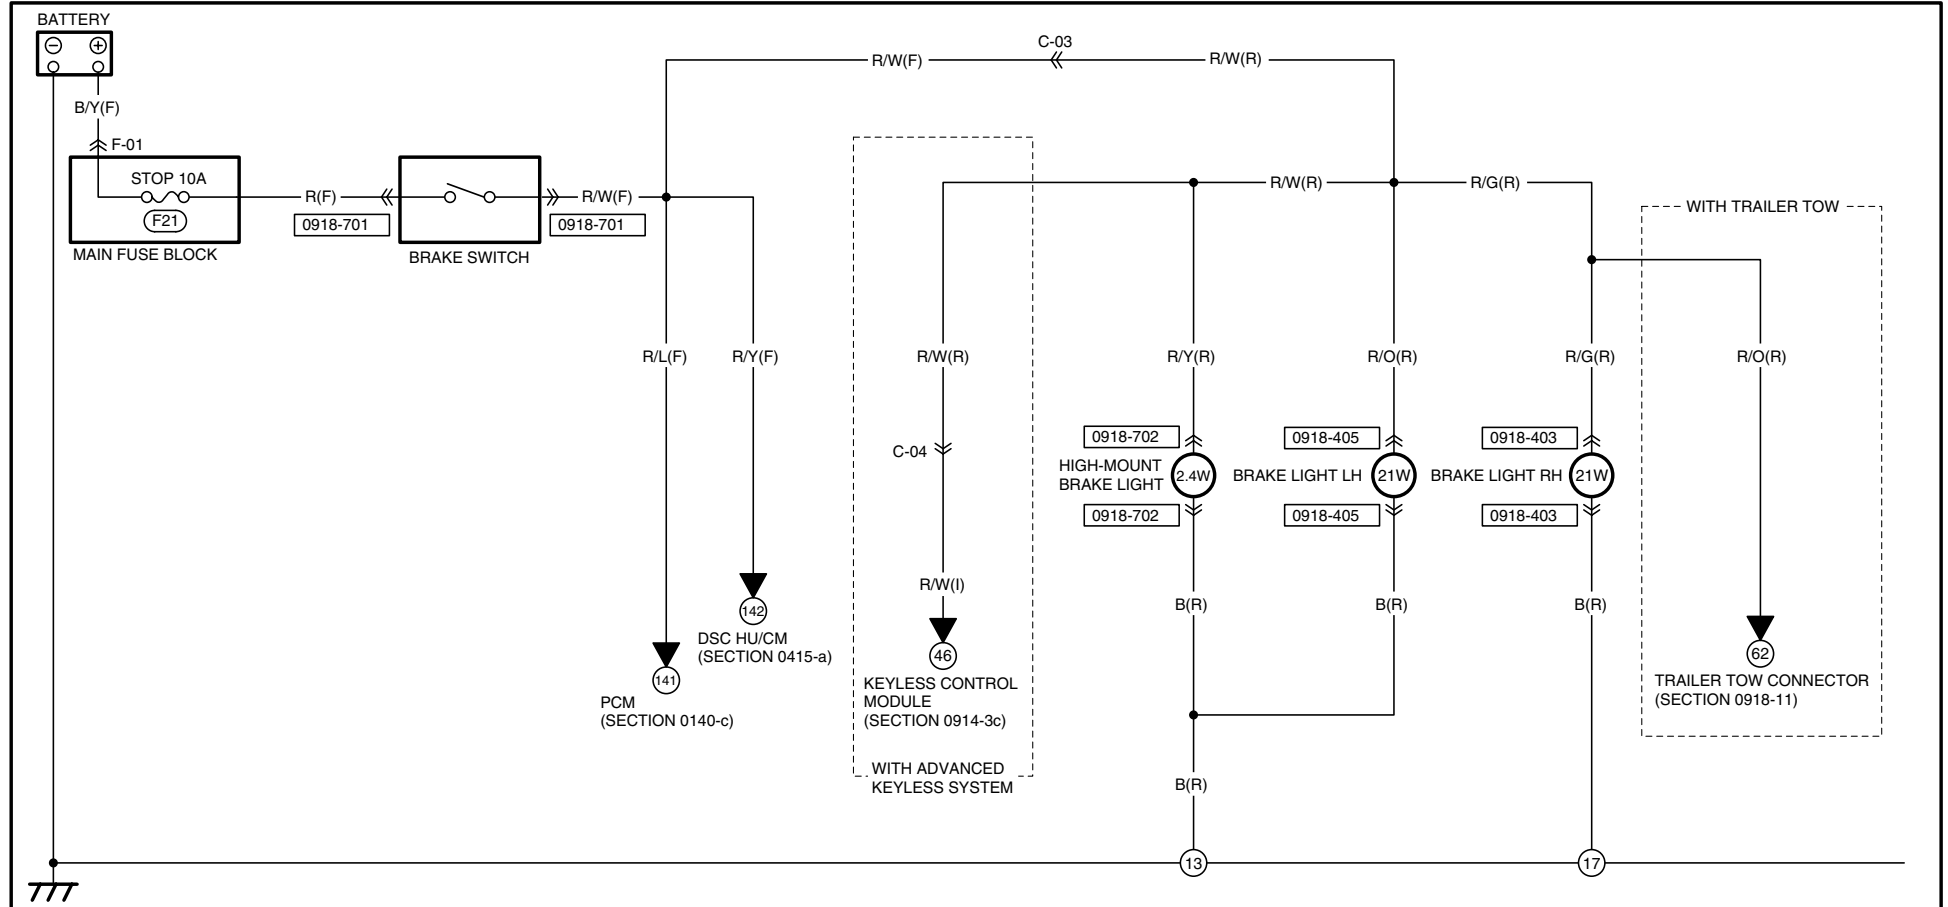 BATTERY
B/Y(F)
F-01
STOP 10A
F21
MAIN FUSE BLOCK
R(F)
0918-701
BRAKE SWITCH
R/W(F)
0918-701
R/W(F)
C-03
R/W(R)
R/W(R)
R/G(R)
WITH TRAILER TOW
R/L(F)
R/Y(F)
R/W(R)
R/Y(R)
R/O(R)
R/G(R)
R/O(R)
C-04
0918-702
HIGH-MOUNT
BRAKE LIGHT
2.4W
0918-702
0918-405
BRAKE LIGHT LH
21W
0918-405
0918-403
BRAKE LIGHT RH
21W
0918-403
R/W(I)
B(R)
B(R)
B(R)
142
DSC HU/CM
(SECTION 0415-a)
141
PCM
(SECTION 0140-c)
46
KEYLESS CONTROL
MODULE
(SECTION 0914-3c)
WITH ADVANCED
KEYLESS SYSTEM
62
TRAILER TOW CONNECTOR
(SECTION 0918-11)
B(R)
13
17